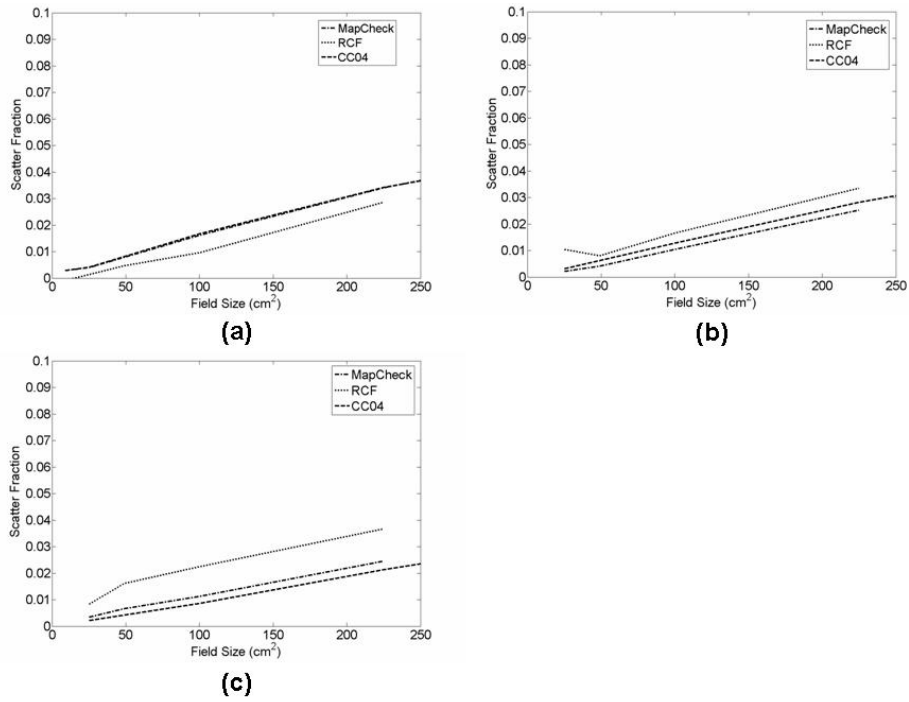 0.1
0.09
0.08
0.07
0.06
0.05
0.04
0.03
0.02
0.01
0
Scatter Fraction
MapCheck
RCF
CC04
0 50 100 150 200 250
Field Size (cm²)
(a)
0.1
0.09
0.08
0.07
0.06
0.05
0.04
0.03
0.02
0.01
0
Scatter Fraction
MapCheck
RCF
CC04
0 50 100 150 200 250
Field Size (cm²)
(b)
0.1
0.09
0.08
0.07
0.06
0.05
0.04
0.03
0.02
0.01
0
Scatter Fraction
MapCheck
RCF
CC04
0 50 100 150 200 250
Field Size (cm²)
(c)